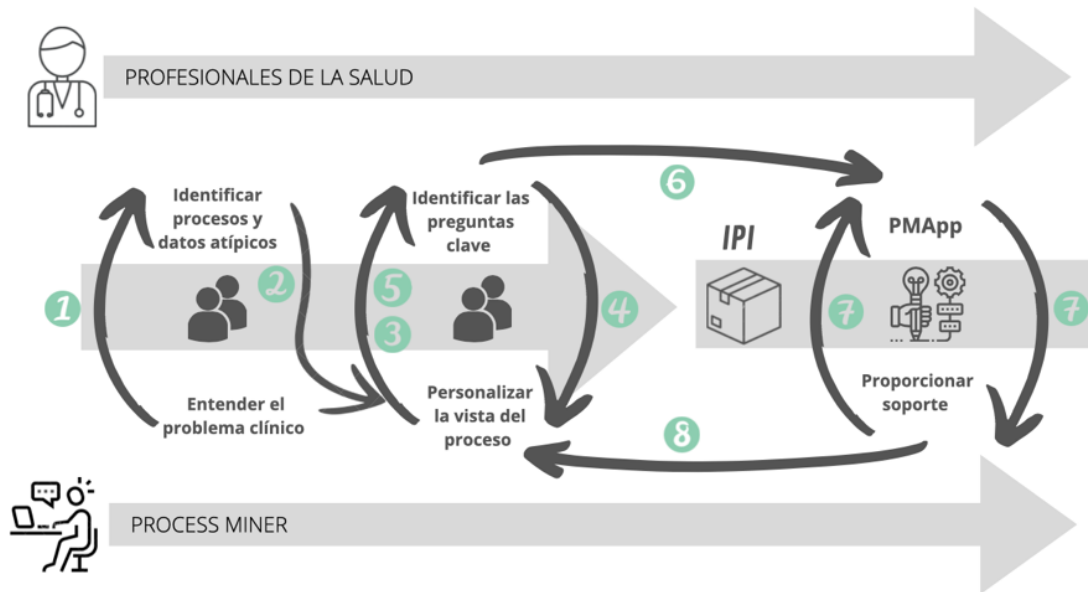 PROFESIONALES DE LA SALUD
Identificar
procesos y
datos atípicos
Identificar las
preguntas
clave
6
IPI
PMApp
1
2
5
3
4
7
7
Entender el
problema clínico
Personalizar
la vista del
proceso
Proporcionar
soporte
8
PROCESS MINER